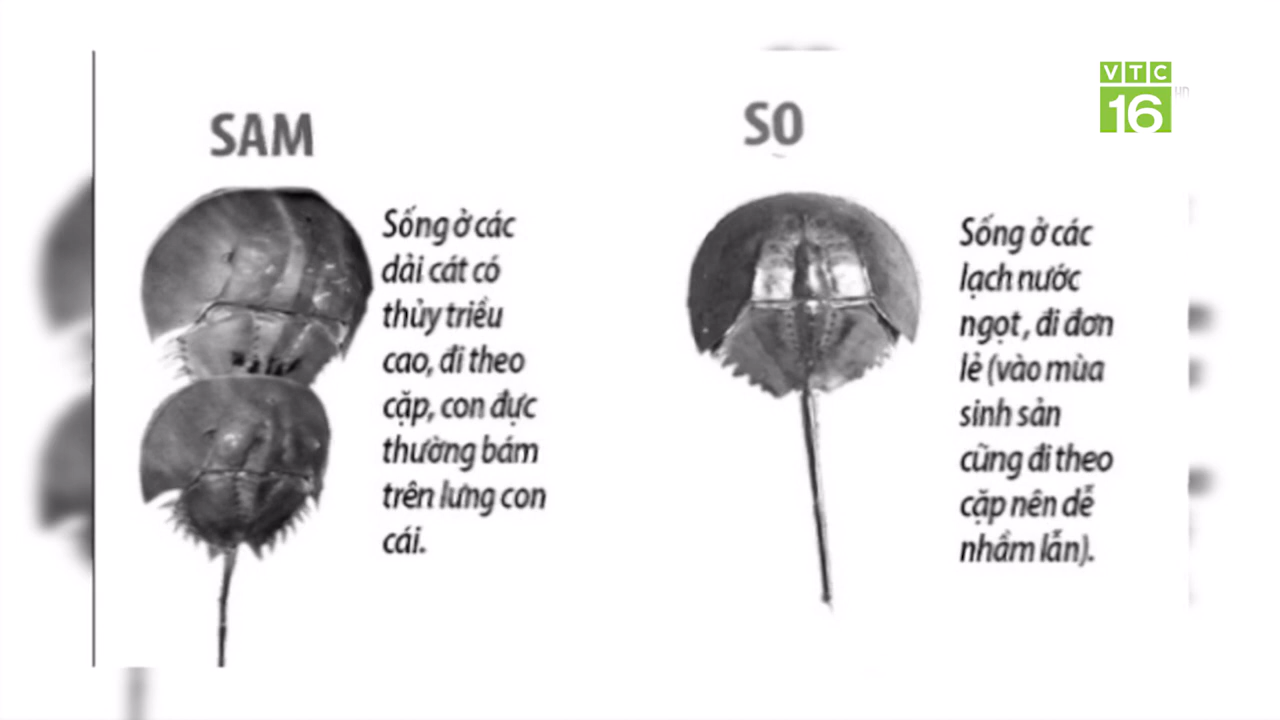 VTC
16
HD
SAM
Sống ở các
dải cát có
thủy triều
cao, đi theo
cặp, con đực
thường bám
trên lưng con
cái.
SO
Sống ở các
lạch nước
ngọt, đi đơn
lẻ (vào mùa
sinh sản
cũng đi theo
cặp nên dễ
nhầm lẫn).